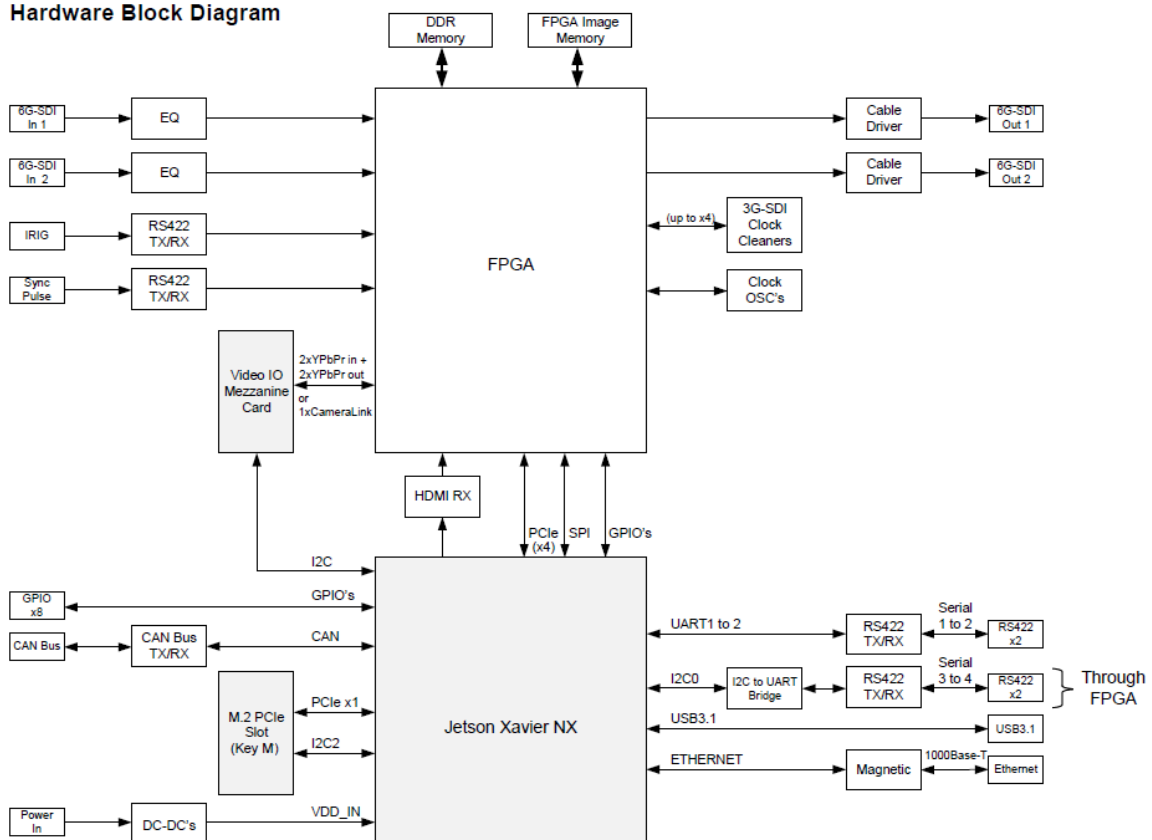 Hardware Block Diagram
DDR
Memory
FPGA Image
Memory
6G-SDI
In 1
EQ
Cable
Driver
6G-SDI
Out 1
6G-SDI
In 2
EQ
Cable
Driver
6G-SDI
Out 2
IRIG
RS422
TX/RX
(up to x4)
3G-SDI
Clock
Cleaners
FPGA
Sync
Pulse
RS422
TX/RX
Clock
OSC's
Video IO
Mezzanine
Card
2xYPbPr in +
2xYPbPr out
or
1xCameraLink
HDMI RX
PCIe
(x4)
SPI
GPIO's
I2C
GPIO
x8
GPIO's
CAN Bus
CAN Bus
TX/RX
CAN
UART1 to 2
RS422
TX/RX
Serial
1 to 2
RS422
x2
M.2 PCIe
Slot
(Key M)
PCIe x1
I2C2
Jetson Xavier NX
I2C0
I2C to UART
Bridge
RS422
TX/RX
Serial
3 to 4
RS422
x2
Through
FPGA
USB3.1
USB3.1
ETHERNET
Magnetic
1000Base-T
Ethernet
Power
In
DC-DC's
VDD_IN